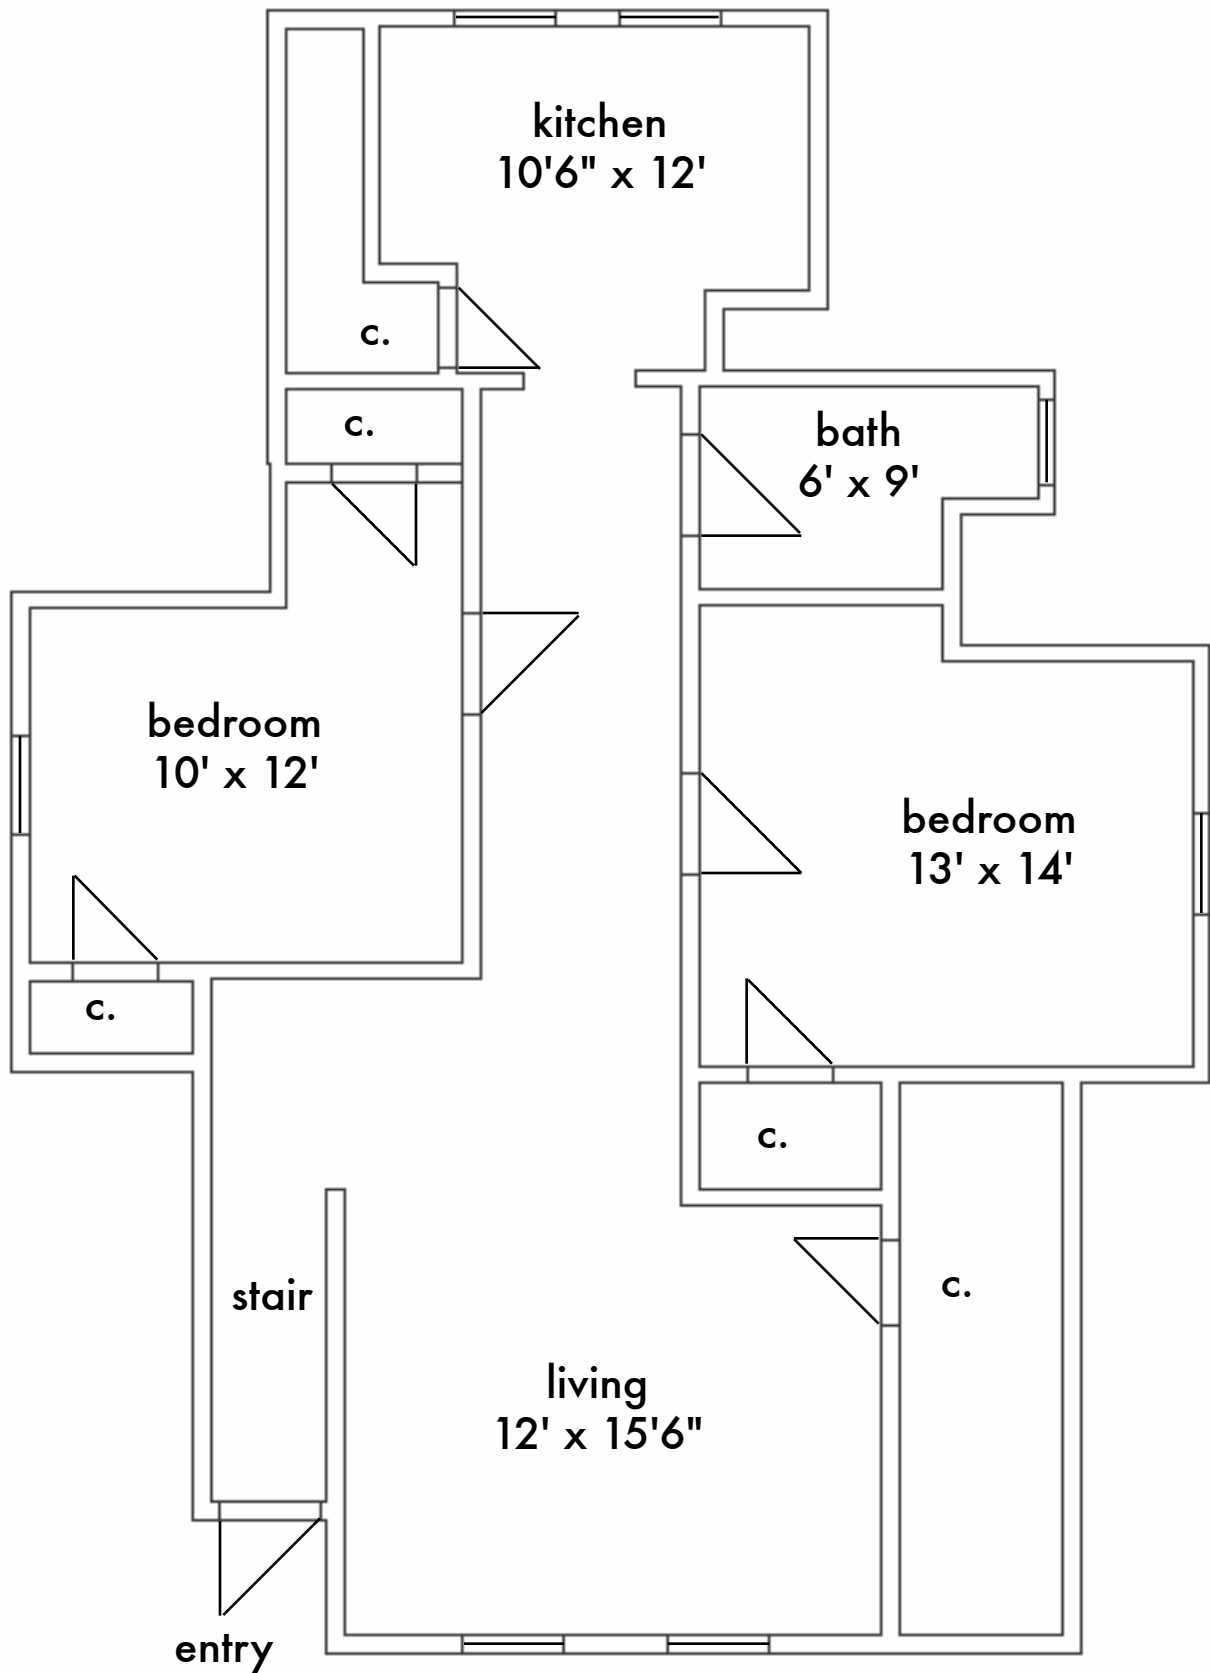 kitchen
10'6" x 12'
c.
c.
bath
6' x 9'
bedroom
10' x 12'
bedroom
13' x 14'
c.
c.
stair
c.
living
12' x 15'6"
entry